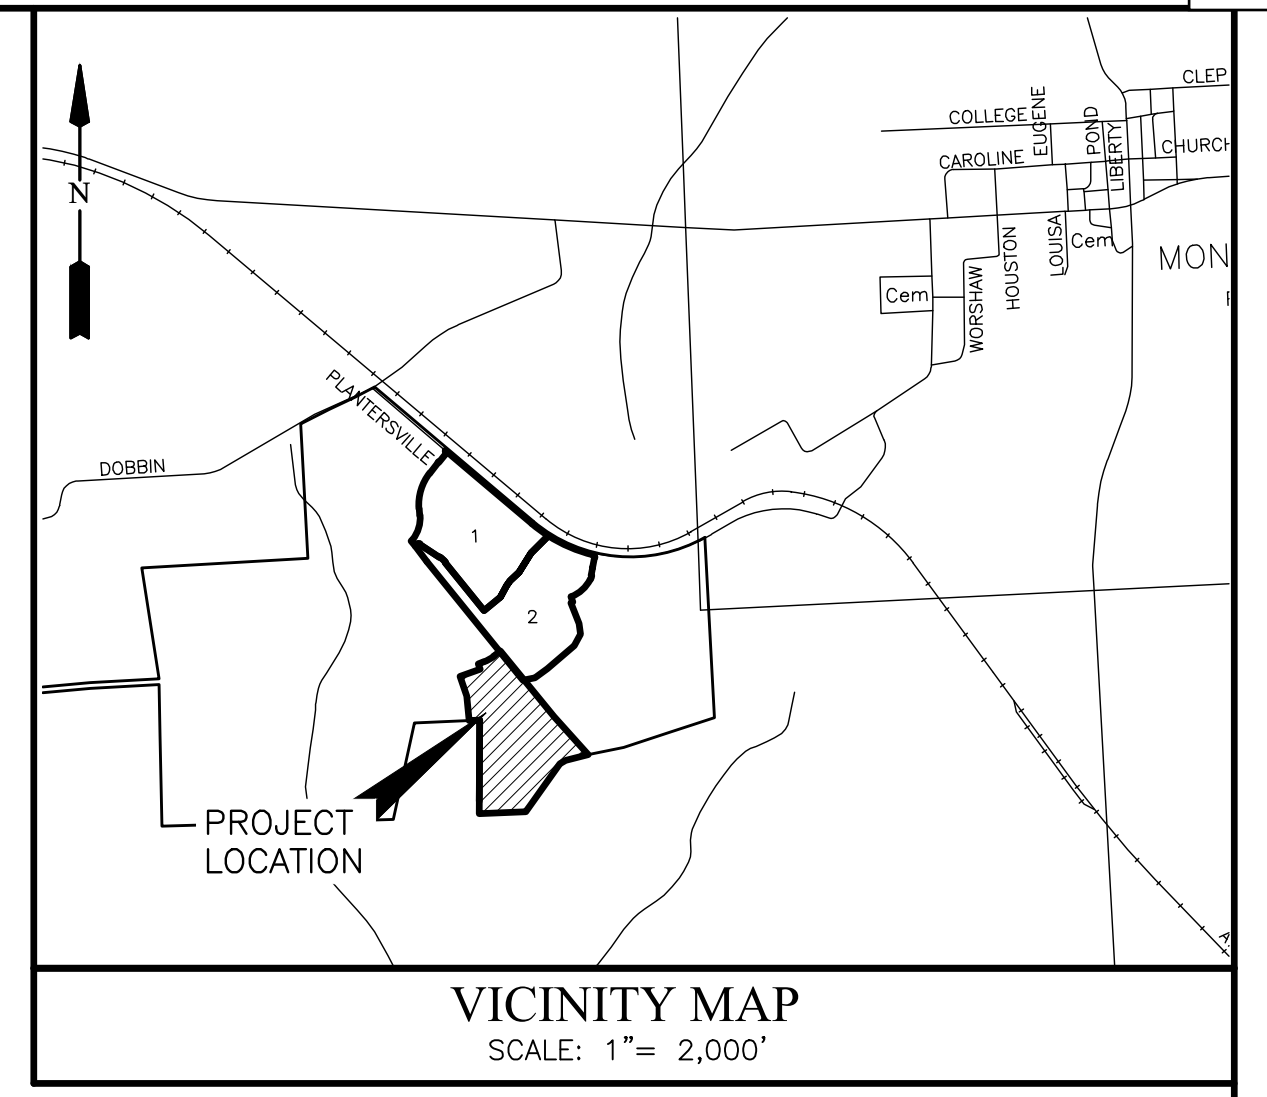 CLEP
COLLEGE
EUGENE
POND
LIBERTY
CHURCH
CAROLINE
N
HOUSTON
LOUISA
Cem
MON
Cem
WORSHAW
PLANTERSVILLE
DOBBIN
1
2
PROJECT
LOCATION
VICINITY MAP
SCALE: 1"= 2,000'